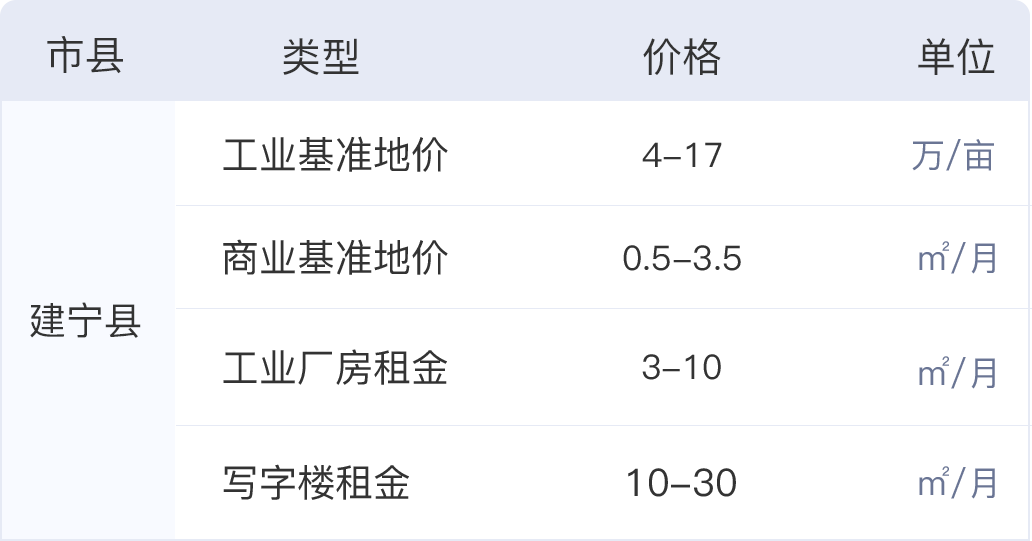 市县 类型 价格 单位
工业基准地价 4–17 万/亩
商业基准地价 0.5–3.5 ㎡/月
建宁县
工业厂房租金 3–10 ㎡/月
写字楼租金 10–30 ㎡/月